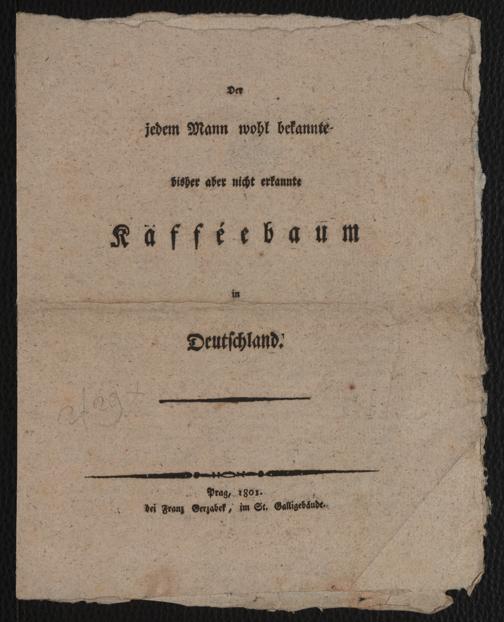 Der
jedem Mann wohl bekannte
bisher aber nicht erkannte
Käfféebaum
in
Deutschland.
Prag, 1801.
bei Franz Gerzabek, im St. Galligebäude.